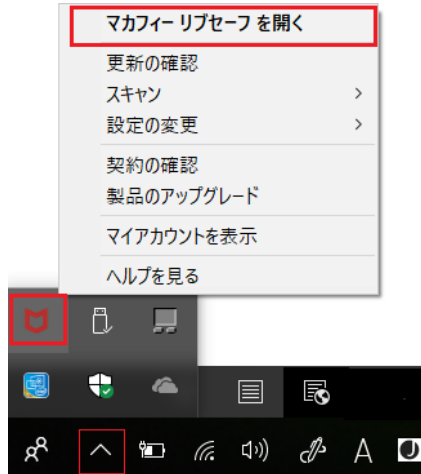 マカフィー リブセーフ を開く
更新の確認
スキャン
設定の変更
契約の確認
製品のアップグレード
マイアカウントを表示
ヘルプを見る
A
J